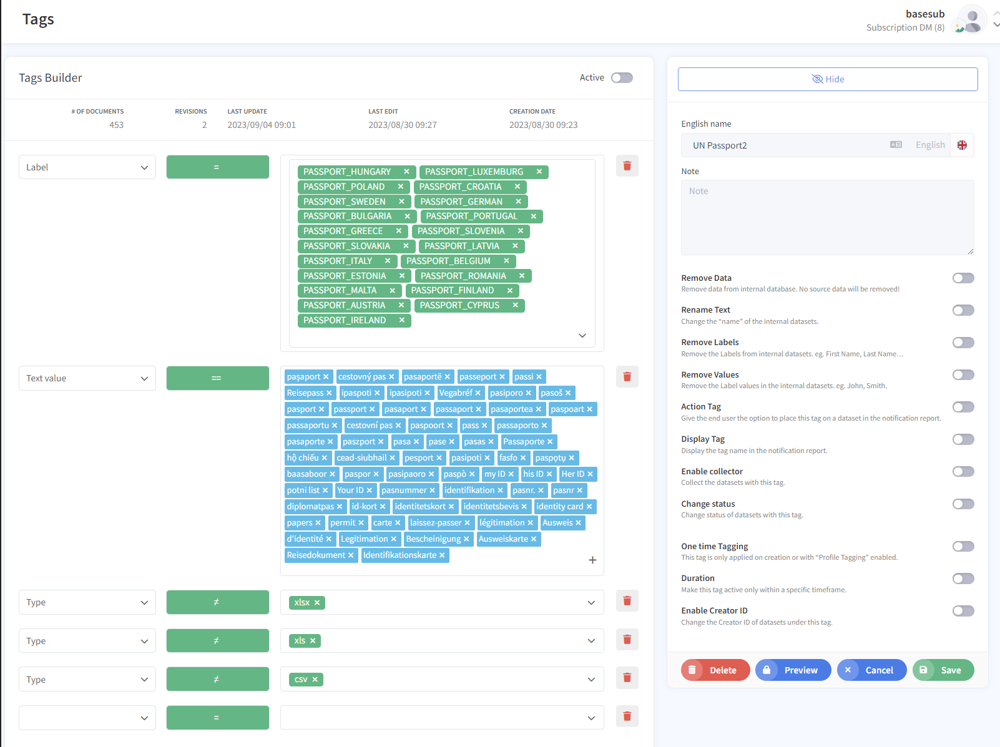 Tags
basesub
Subscription DM (8)
Tags Builder
Active
# OF DOCUMENTS
453
REVISIONS
2
LAST UPDATE
2023/09/04 09:01
LAST EDIT
2023/08/30 09:27
CREATION DATE
2023/08/30 09:23
Label
=
PASSPORT_HUNGARY × PASSPORT_LUXEMBURG ×
PASSPORT_POLAND × PASSPORT_CROATIA ×
PASSPORT_SWEDEN × PASSPORT_GERMAN ×
PASSPORT_BULGARIA × PASSPORT_PORTUGAL ×
PASSPORT_GREECE × PASSPORT_SLOVENIA ×
PASSPORT_SLOVAKIA × PASSPORT_LATVIA ×
PASSPORT_ITALY × PASSPORT_BELGIUM ×
PASSPORT_ESTONIA × PASSPORT_ROMANIA ×
PASSPORT_MALTA × PASSPORT_FINLAND ×
PASSPORT_AUSTRIA × PASSPORT_CYPRUS ×
PASSPORT_IRELAND ×
Text value
==
pașaport × cestovný pas × pasaportë × passeport × passi ×
Reisepass × ipaspoti × ipasipoti × Vegabréf × pasiporo × pasoš ×
pasport × passport × pasaport × passaport × pasaportea × paspoart ×
passaportu × cestovní pas × paspoort × pass × passaporto ×
pasaporte × paszport × pasa × pase × pasas × Passaporte ×
hộ chiếu × cead-siubhail × pesport × pasipoti × fasfo × paspọtụ ×
baasaboor × paspor × pasipaoro × paspò × my ID × his ID × Her ID ×
potni list × Your ID × pasnummer × identifikation × pasnr. × pasnr ×
diplomatpas × id-kort × identitetskort × identitetsbevis × identity card ×
papers × permit × carte × laissez-passer × légitimation × Ausweis ×
d'identité × Legitimation × Bescheinigung × Ausweiskarte ×
Reisedokument × Identifikationskarte ×
+
Type
≠
xlsx ×
Type
≠
xls ×
Type
≠
csv ×
=
Hide
English name
UN Passport2
English
Note
Note
Remove Data
Remove data from internal database. No source data will be removed!
Rename Text
Change the “name” of the internal datasets.
Remove Labels
Remove the Labels from internal datasets. eg. First Name, Last Name…
Remove Values
Remove the Label values in the internal datasets. eg. John, Smith.
Action Tag
Give the end user the option to place this tag on a dataset in the notification report.
Display Tag
Display the tag name in the notification report.
Enable collector
Collect the datasets with this tag.
Change status
Change status of datasets with this tag.
One time Tagging
This tag is only applied on creation or with “Profile Tagging” enabled.
Duration
Make this tag active only within a specific timeframe.
Enable Creator ID
Change the Creator ID of datasets under this tag.
Delete
Preview
× Cancel
Save